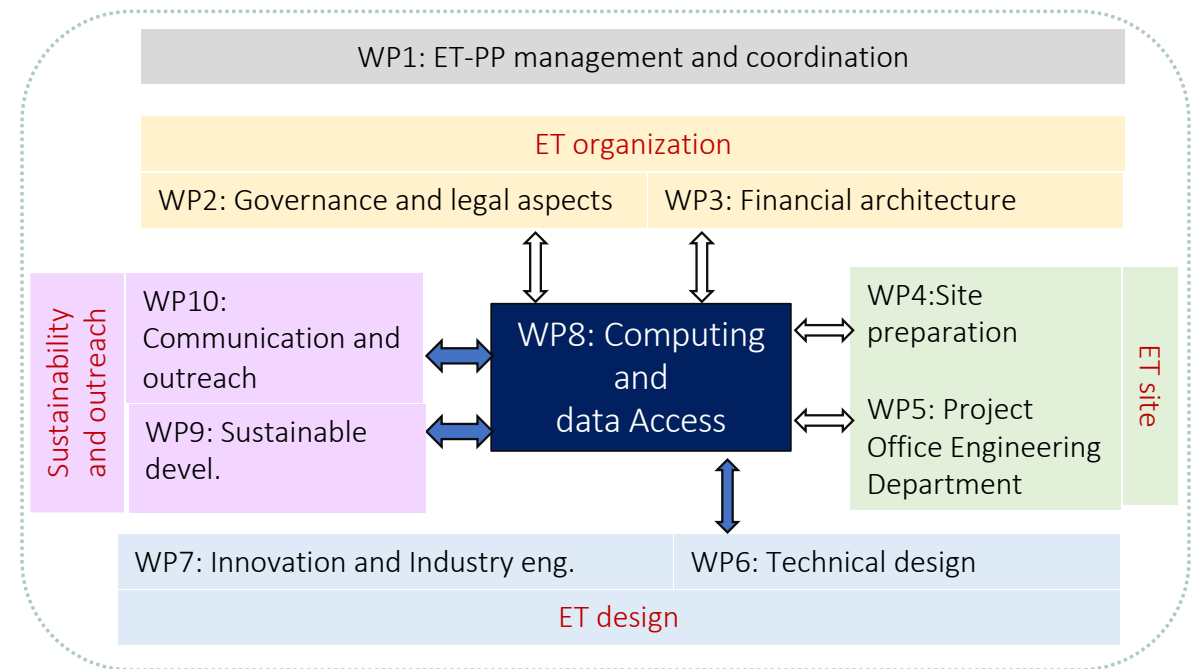 WP1: ET-PP management and coordination
ET organization
WP2: Governance and legal aspects
WP3: Financial architecture
Sustainability
and outreach
WP10:
Communication and
outreach
WP9: Sustainable
devel.
WP8: Computing
and
data Access
WP4:Site
preparation
WP5: Project
Office Engineering
Department
ET site
WP7: Innovation and Industry eng.
WP6: Technical design
ET design